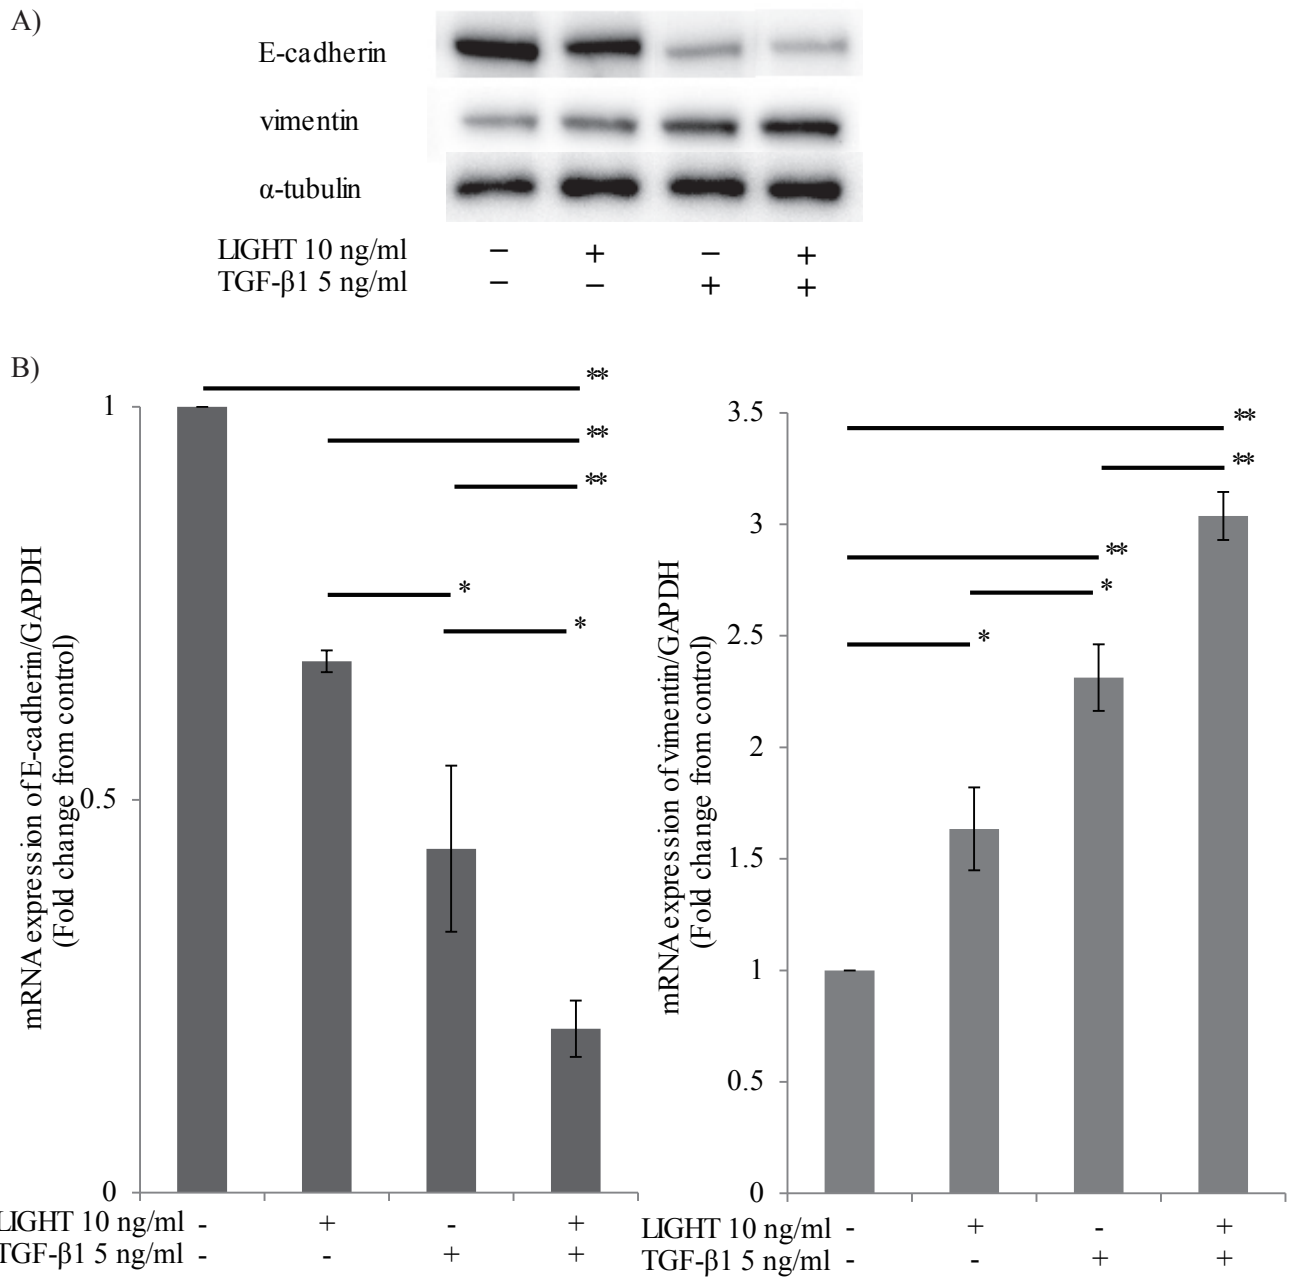 A)
E-cadherin
vimentin
α-tubulin
LIGHT 10 ng/ml − + − +
TGF-β1 5 ng/ml − − + +
B)
mRNA expression of E-cadherin/GAPDH
(Fold change from control)
1
0.5
0
**
**
**
*
*
LIGHT 10 ng/ml - + - +
TGF-β1 5 ng/ml - - + +
mRNA expression of vimentin/GAPDH
(Fold change from control)
3.5
3
2.5
2
1.5
1
0.5
0
**
**
**
*
*
LIGHT 10 ng/ml - + - +
TGF-β1 5 ng/ml - - + +